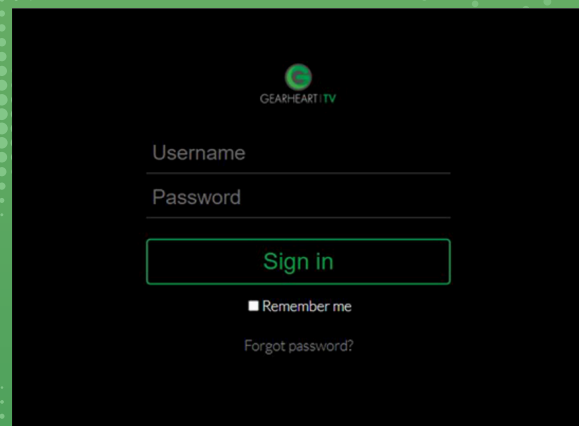 G
GEARHEART|TV
Username
Password
Sign in
Remember me
Forgot password?